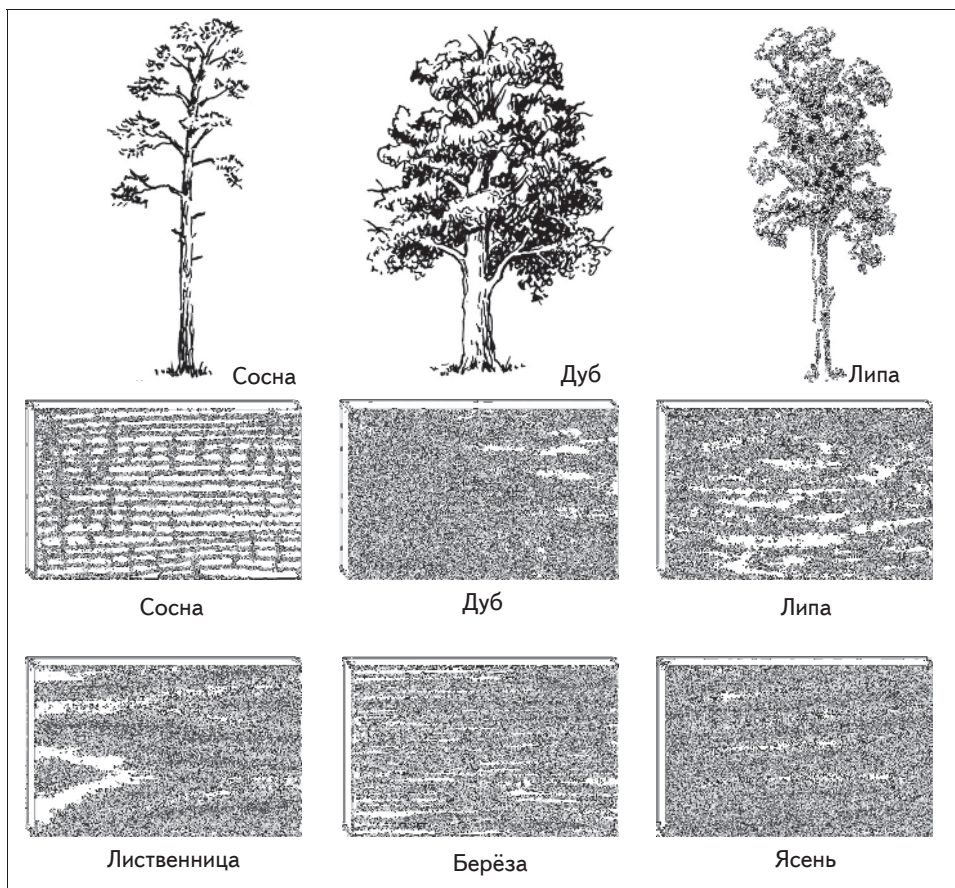 Сосна
Дуб
Липа
Сосна
Дуб
Липа
Лиственница
Берёза
Ясень